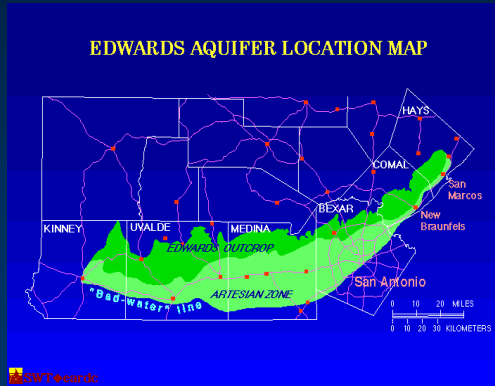 EDWARDS AQUIFER LOCATION MAP
HAYS
COMAL
San
Marcos
BEXAR
New
Braunfels
KINNEY
UVALDE
MEDINA
EDWARDS OUTCROP
San Antonio
"Bad-water" line
ARTESIAN ZONE
0 10 20 MILES
0 10 20 30 KILOMETERS